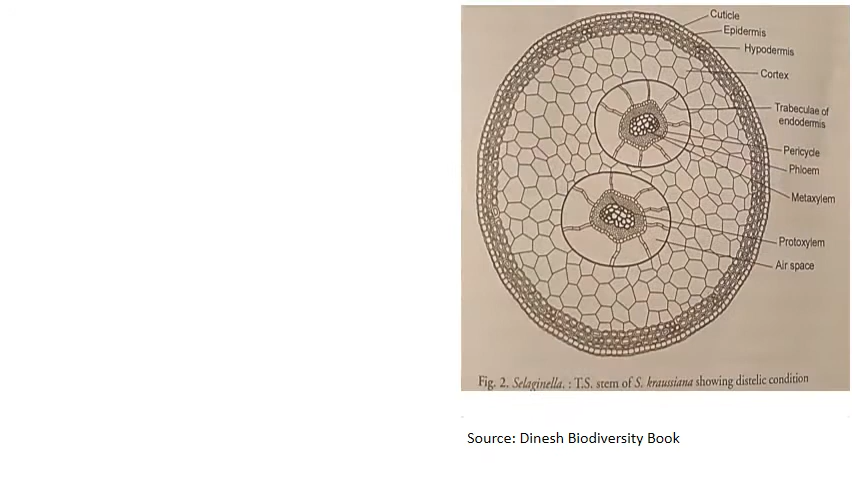 Cuticle
Epidermis
Hypodermis
Cortex
Trabeculae of
endodermis
Pericycle
Phloem
Metaxylem
Protoxylem
Air space
Fig. 2. Selaginella. : T.S. stem of S. kraussiana showing distelic condition
Source: Dinesh Biodiversity Book